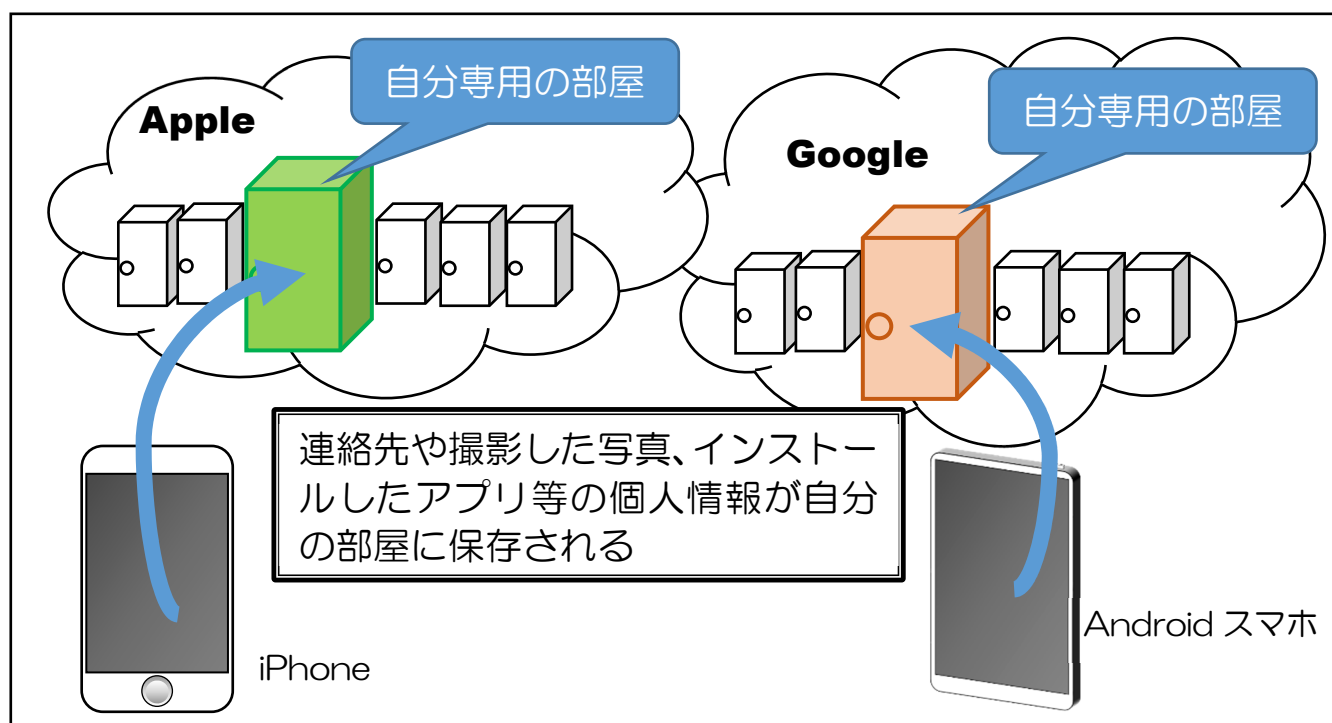 自分専用の部屋
Apple
自分専用の部屋
Google
連絡先や撮影した写真、インストー
ルしたアプリ等の個人情報が自分
の部屋に保存される
iPhone
Android スマホ